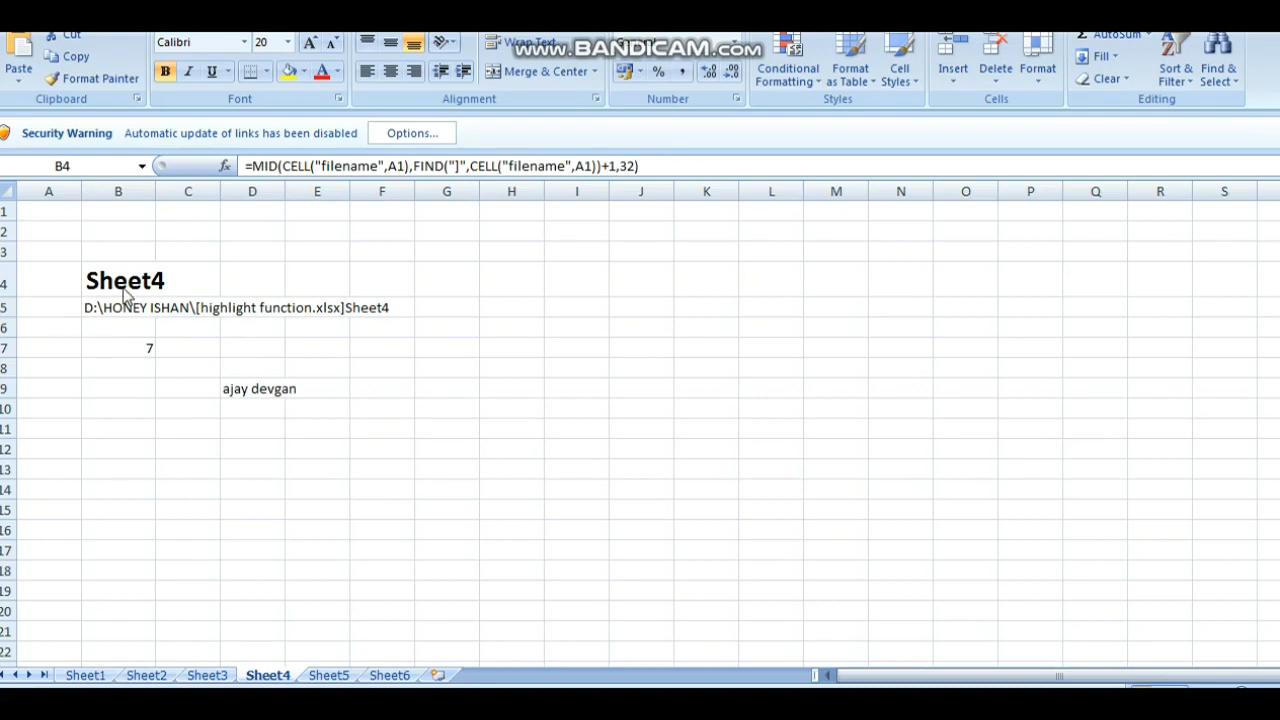 Cut
Calibri 20
www.BANDICAM.com
Wrap Text
AutoSum
Paste
Copy
Format Painter
B I U
Merge & Center
% ,
Conditional Formatting
Format as Table
Cell Styles
Insert
Delete
Format
Fill
Clear
Sort & Filter
Find & Select
Clipboard
Font
Alignment
Number
Styles
Cells
Editing
Security Warning Automatic update of links has been disabled Options...
B4 fx =MID(CELL("filename",A1),FIND("]",CELL("filename",A1))+1,32)
A B C D E F G H I J K L M N O P Q R S
1
2
3
4 Sheet4
5 D:\HONEY ISHAN\[highlight function.xlsx]Sheet4
6
7 7
8
9 ajay devgan
10
11
12
13
14
15
16
17
18
19
20
21
22
Sheet1 Sheet2 Sheet3 Sheet4 Sheet5 Sheet6